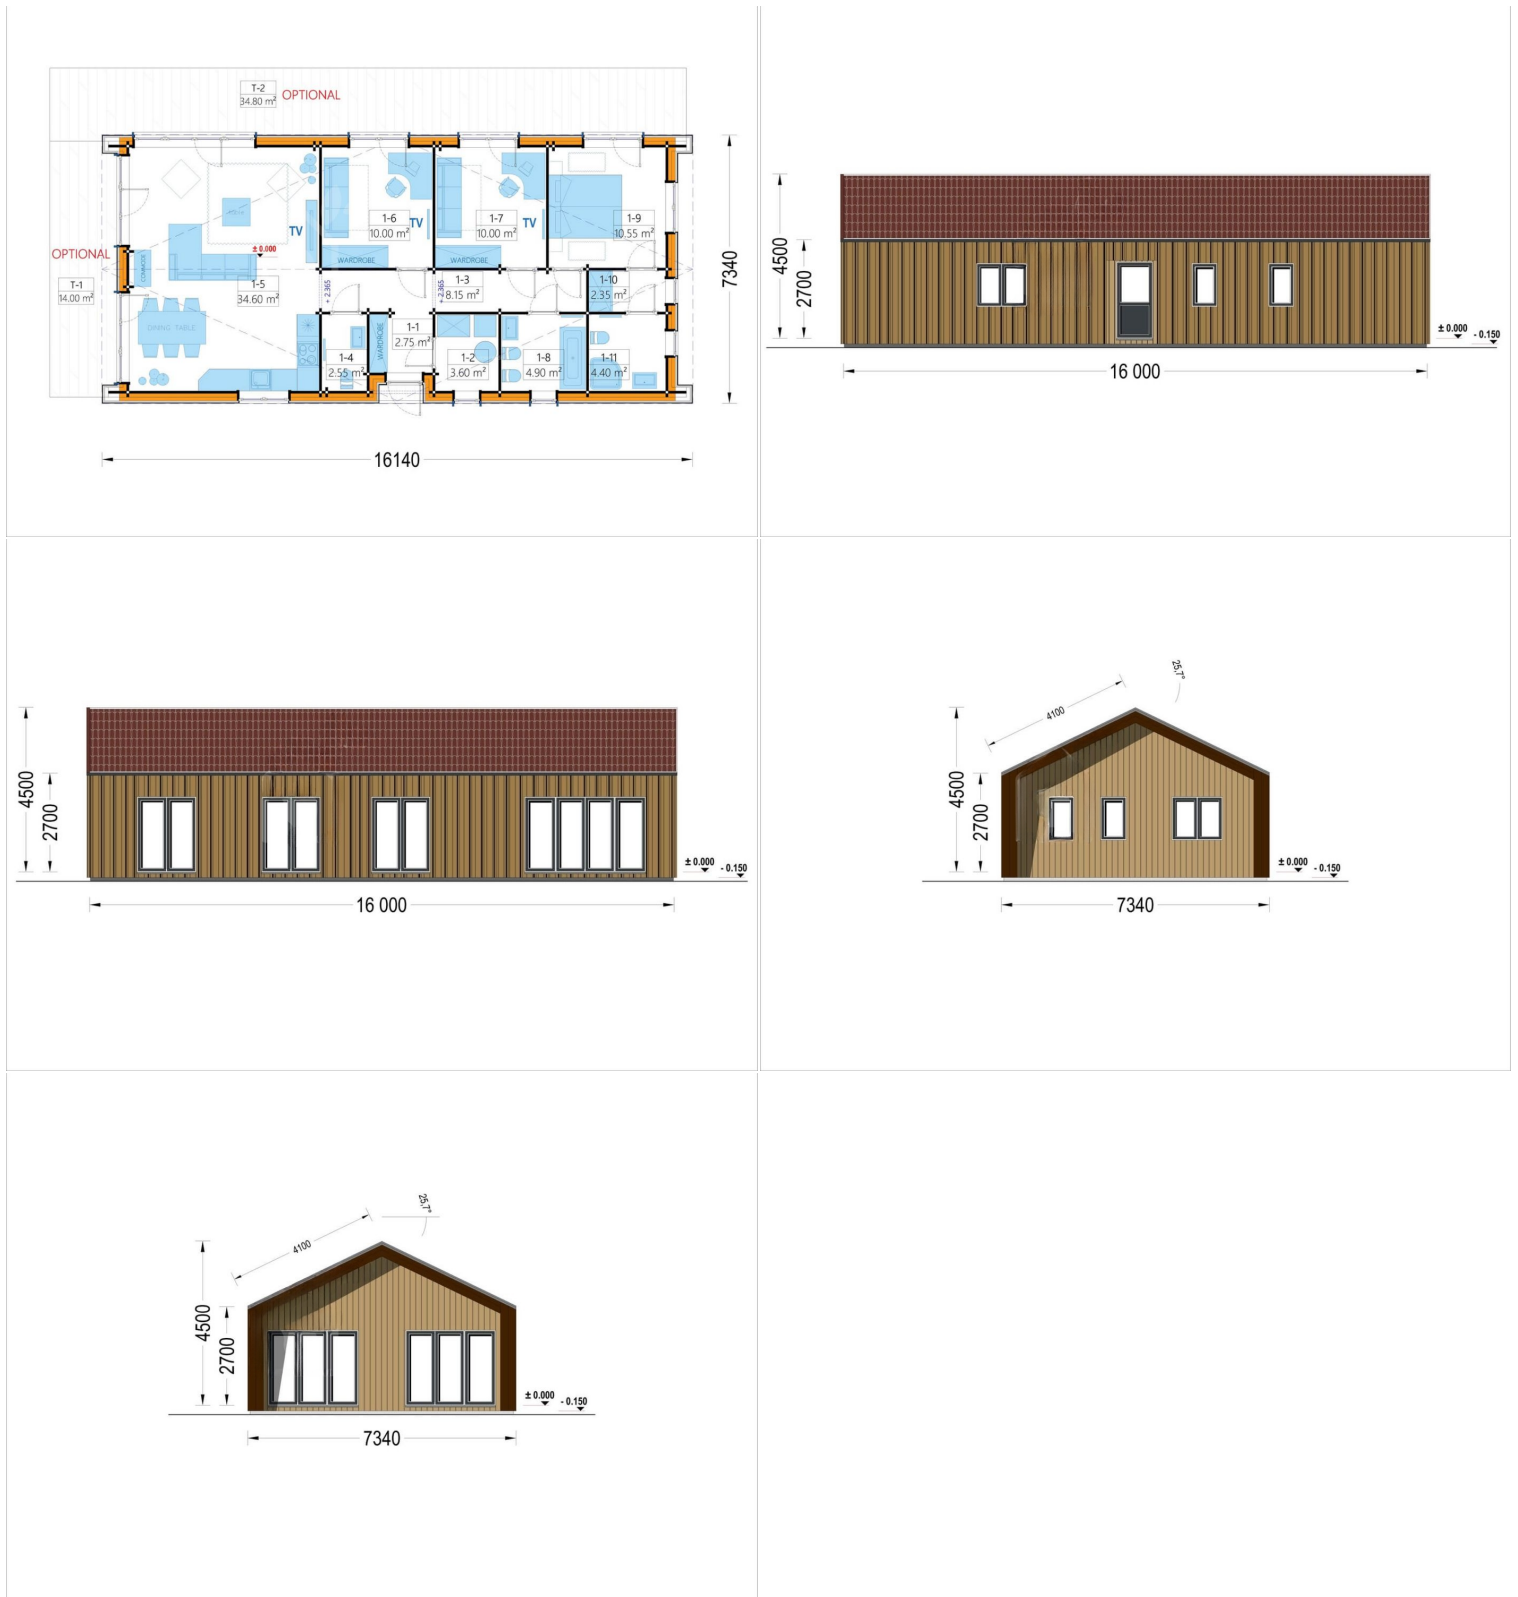 T-2
34.80 m²
OPTIONAL
1-6
10.00 m²
TV
1-7
10.00 m²
TV
1-9
10.55 m²
TV
± 0.000
OPTIONAL
COMMODE
WARDROBE
WARDROBE
T-1
14.00 m²
1-5
34.60 m²
+ 2.365
+ 2.365
1-3
8.15 m²
1-10
2.35 m²
7340
DINING TABLE
WARDROBE
1-1
2.75 m²
1-4
2.55 m²
1-2
3.60 m²
1-8
4.90 m²
1-11
4.40 m²
16140
4500
2700
± 0.000
- 0.150
16 000
4500
2700
± 0.000
- 0.150
16 000
25,7°
4100
4500
2700
± 0.000
- 0.150
7340
25,7°
4100
4500
2700
± 0.000
- 0.150
7340